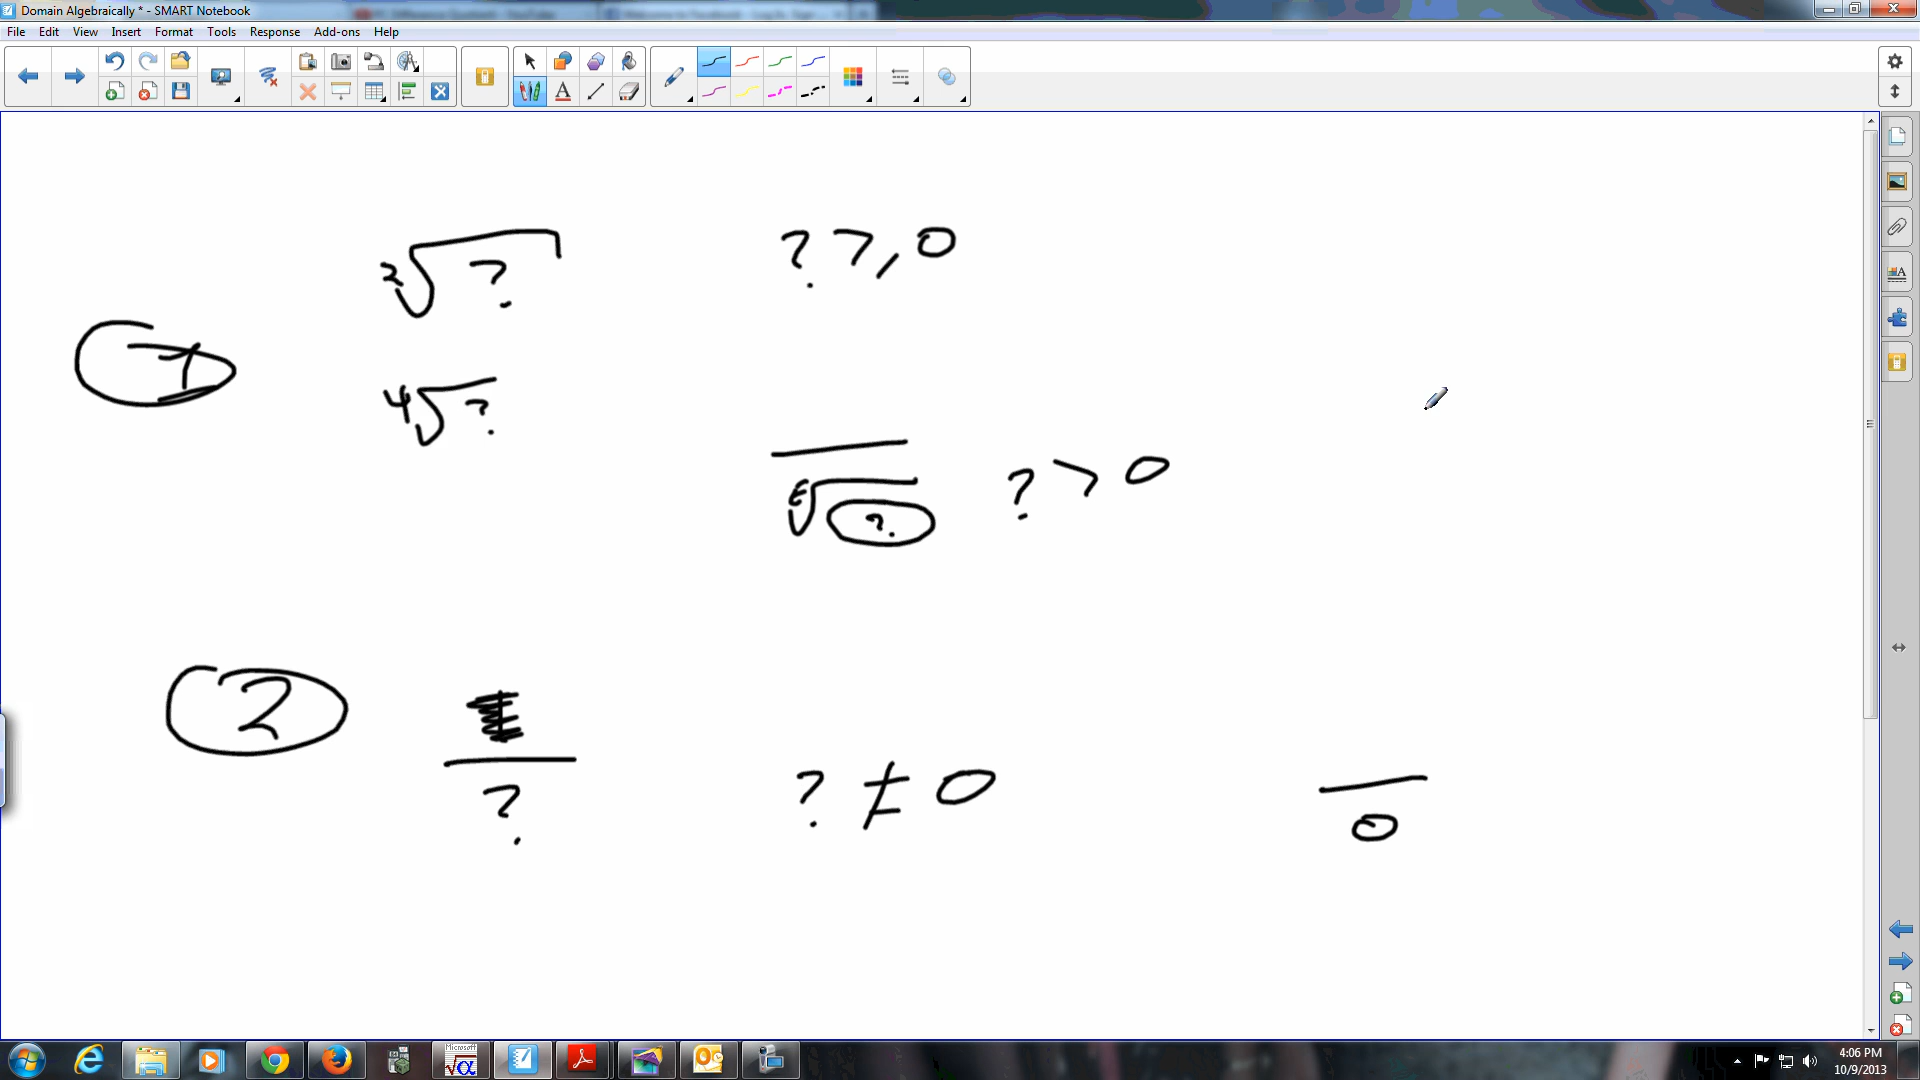 Domain Algebraically * - SMART Notebook
File Edit View Insert Format Tools Response Add-ons Help
²√? ? ⩾ 0
1
⁴√?
E√? ? > 0
2
? ? ≠ 0 0
Microsoft
√α
4:06 PM
10/9/2013